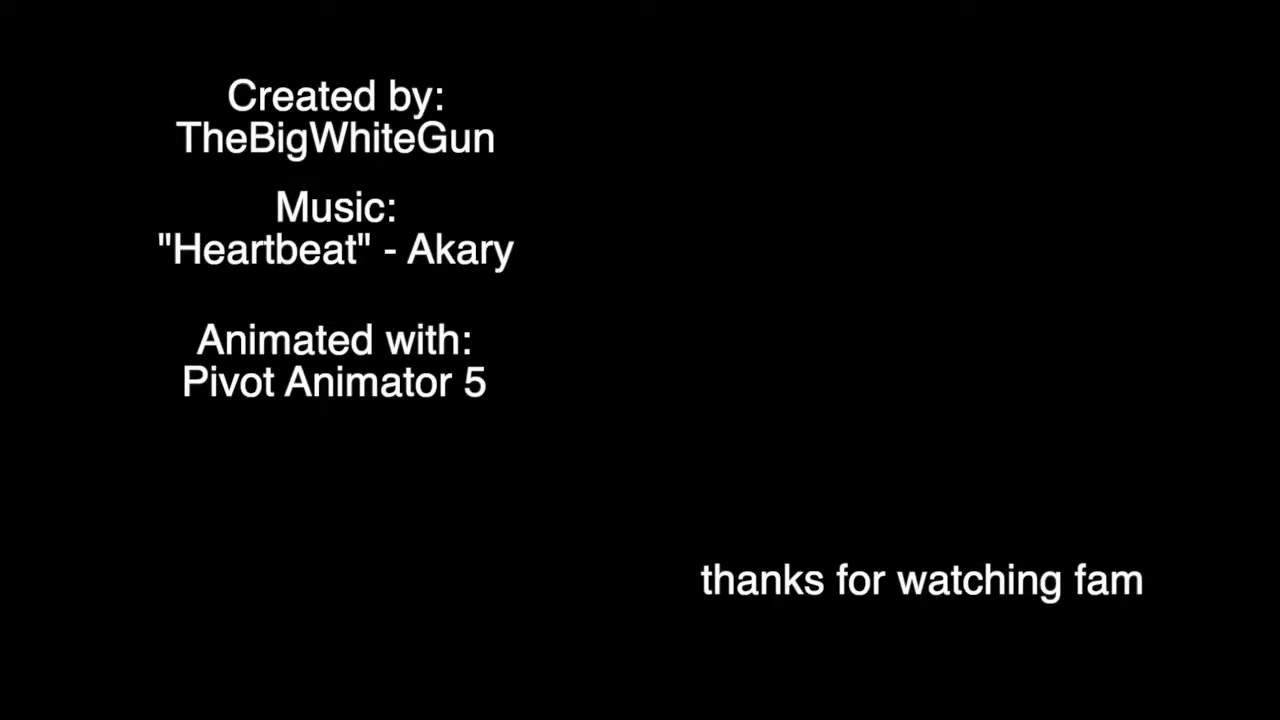 Created by:
TheBigWhiteGun
Music:
"Heartbeat" - Akary
Animated with:
Pivot Animator 5
thanks for watching fam